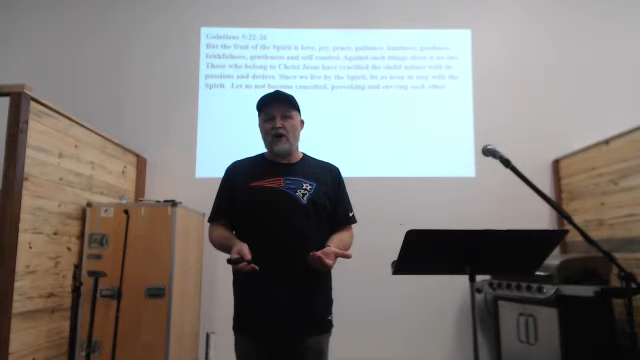 Galatians 5:22-26
But the fruit of the Spirit is love, joy, peace, patience, kindness, goodness,
faithfulness, gentleness and self-control. Against such things there is no law
Those who belong to Christ Jesus have crucified the sinful nature with its
passions and desires. Since we live by the Spirit, let us keep in step with the
Spirit. Let us not become conceited, provoking and envying each other